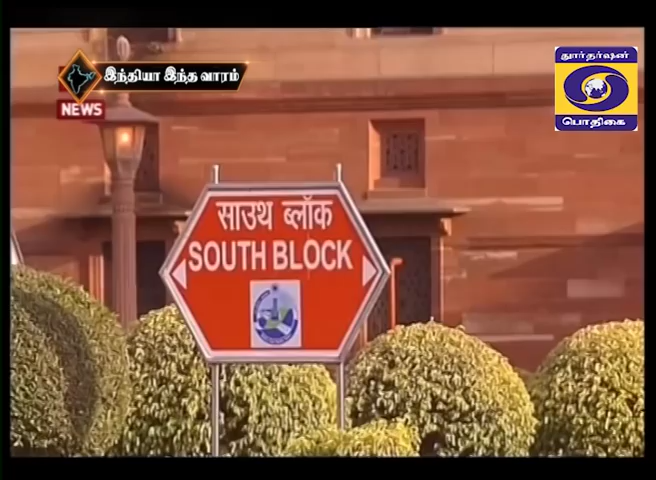 இந்தியா இந்த வாரம்
NEWS
தூர்தர்ஷன்
பொதிகை
साउथ ब्लॉक
SOUTH BLOCK